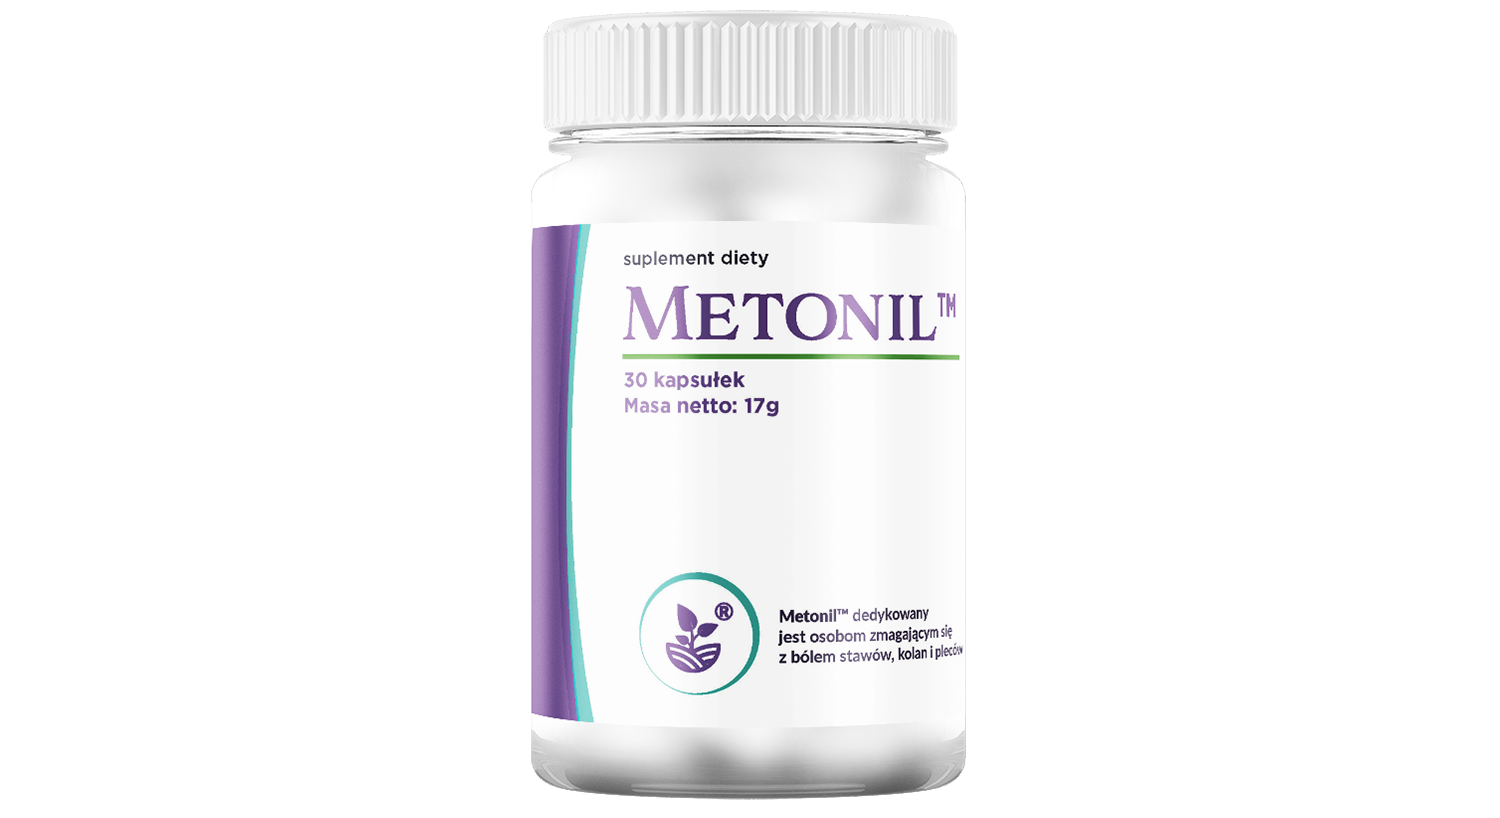 suplement diety
METONIL™
30 kapsułek
Masa netto: 17g
®
Metonil™ dedykowany
jest osobom zmagającym się
z bólem stawów, kolan i pleców